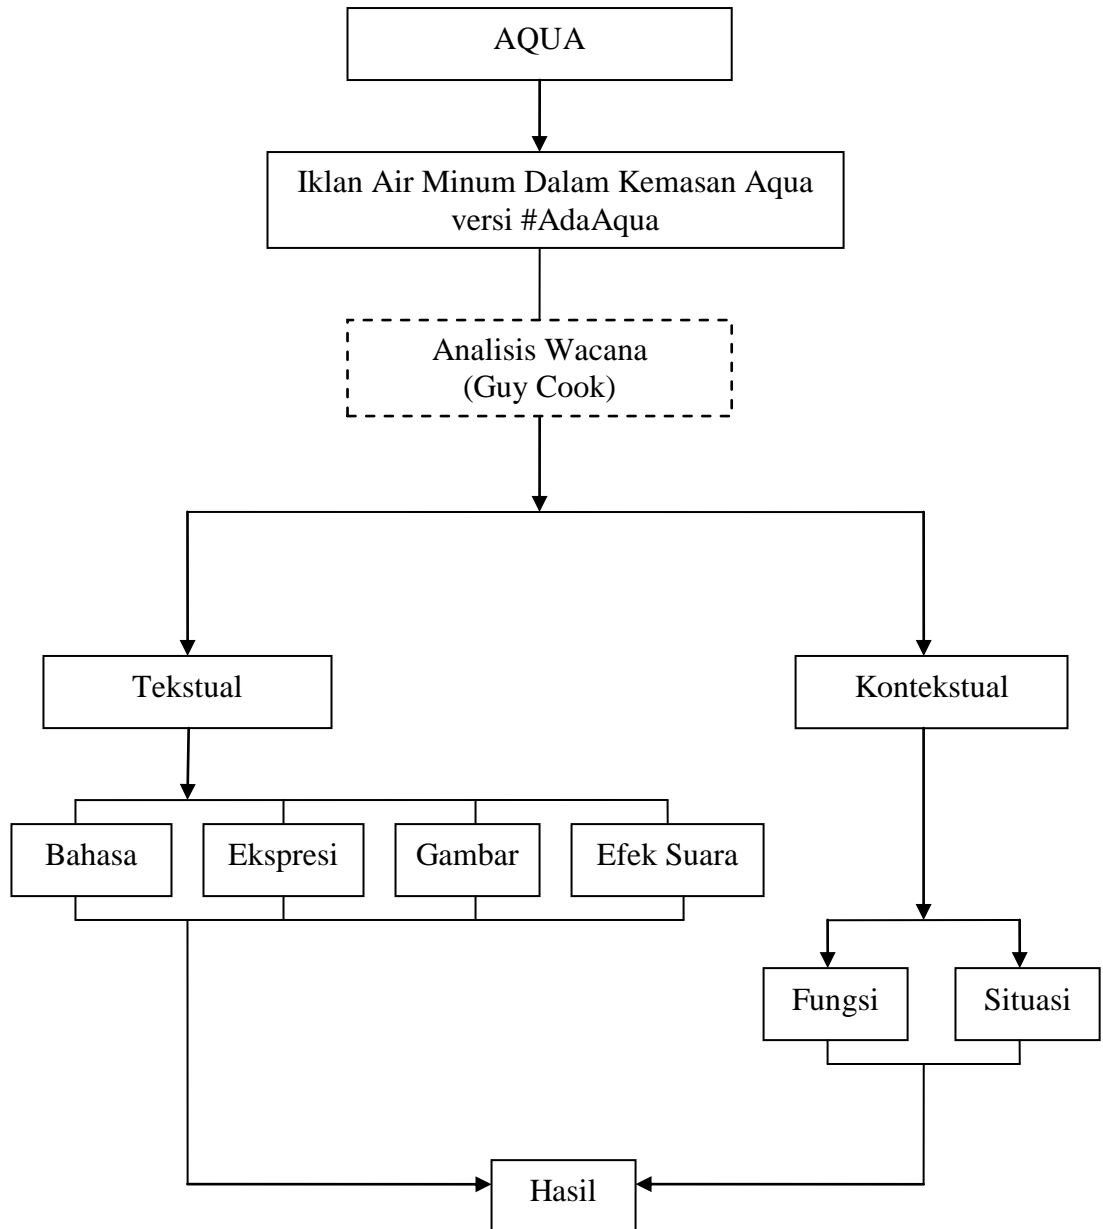 AQUA
Iklan Air Minum Dalam Kemasan Aqua
versi #AdaAqua
Analisis Wacana
(Guy Cook)
Tekstual
Kontekstual
Bahasa
Ekspresi
Gambar
Efek Suara
Fungsi
Situasi
Hasil